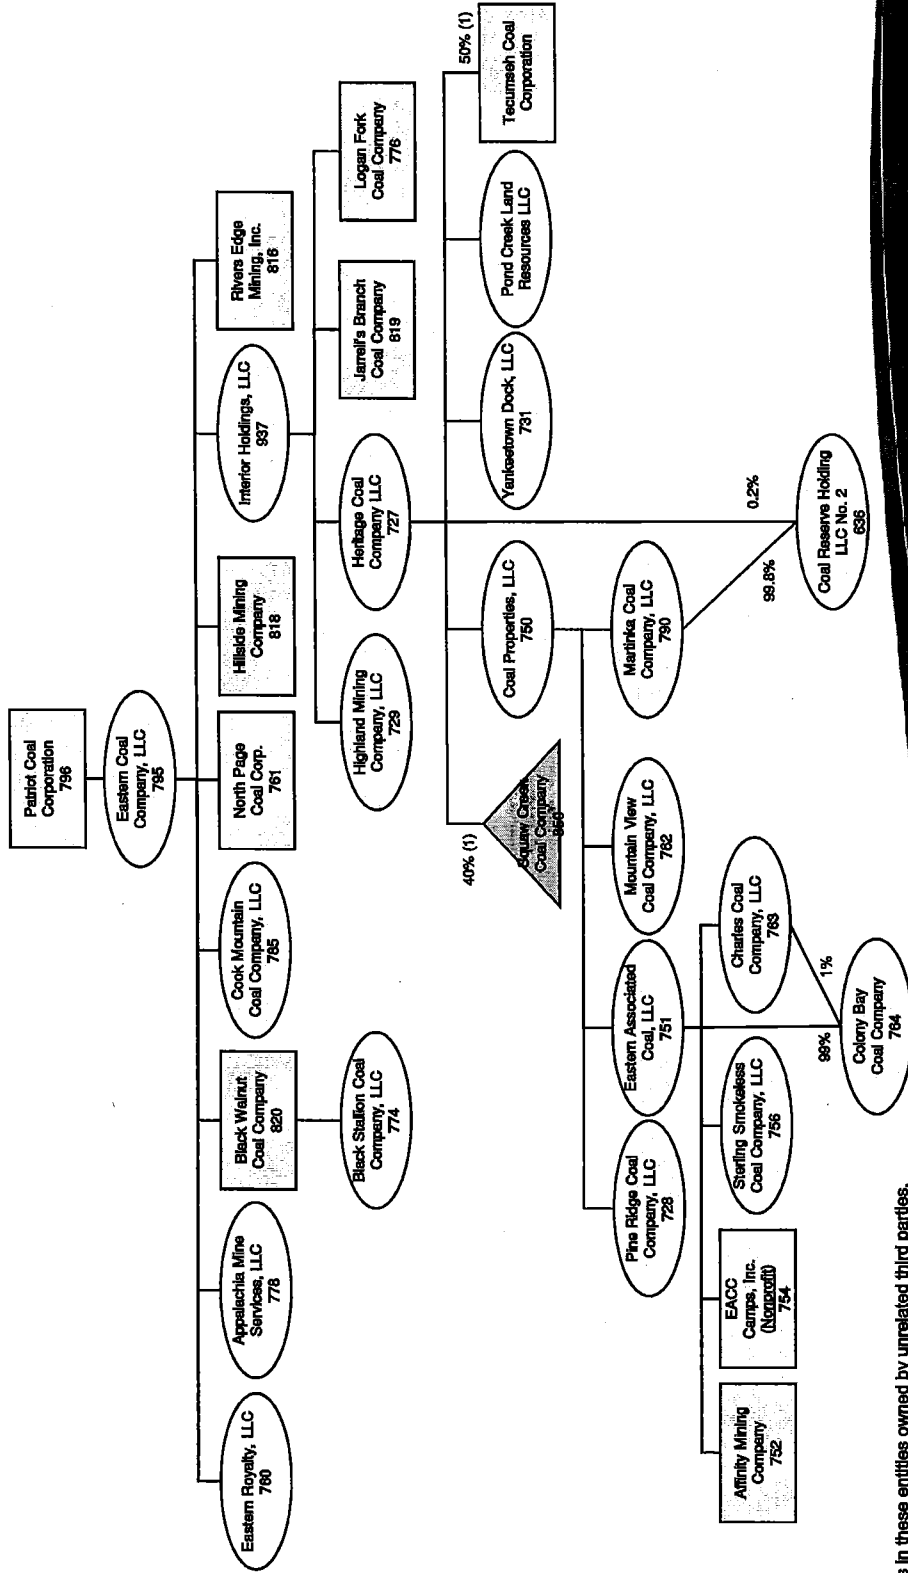 Patriot Coal
Corporation
796
Eastern Coal
Company, LLC
795
Eastern Royalty, LLC
760
Appalachia Mine
Services, LLC
778
Black Walnut
Coal Company
820
Cook Mountain
Coal Company, LLC
785
North Page
Coal Corp.
761
Hillside Mining
Company
818
Interior Holdings, LLC
937
Rivers Edge
Mining, Inc.
816
Black Stallion Coal
Company, LLC
774
Highland Mining
Company, LLC
729
Heritage Coal
Company LLC
727
Jarrell's Branch
Coal Company
819
Logan Fork
Coal Company
776
40% (1)
50% (1)
Squaw Creek
Coal Company
Coal Properties, LLC
750
Yankeetown Dock, LLC
731
Pond Creek Land
Resources LLC
Tecumseh Coal
Corporation
Pine Ridge Coal
Company, LLC
728
Eastern Associated
Coal, LLC
751
Mountain View
Coal Company, LLC
762
Martinka Coal
Company, LLC
790
99.8%
0.2%
Affinity Mining
Company
752
EACC
Camps, Inc.
(Nonprofit)
754
Sterling Smokeless
Coal Company, LLC
756
Charles Coal
Company, LLC
763
Coal Reserve Holding
LLC No. 2
636
99%
1%
Colony Bay
Coal Company
764
s in these entities owned by unrelated third parties.